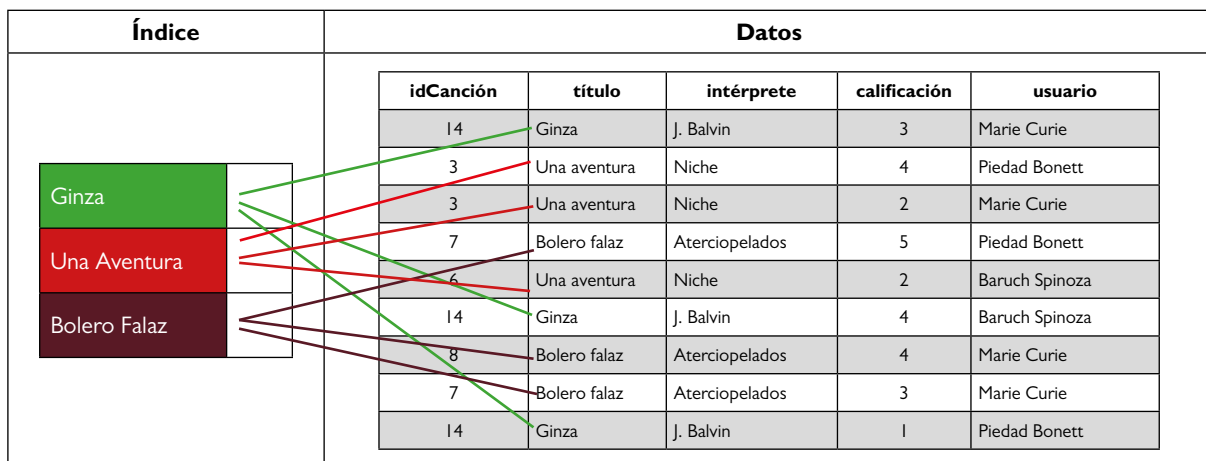 Índice Datos
idCanción título intérprete calificación usuario
14 Ginza J. Balvin 3 Marie Curie
3 Una aventura Niche 4 Piedad Bonett
Ginza
3 Una aventura Niche 2 Marie Curie
7 Bolero falaz Aterciopelados 5 Piedad Bonett
Una Aventura
6 Una aventura Niche 2 Baruch Spinoza
14 Ginza J. Balvin 4 Baruch Spinoza
Bolero Falaz
8 Bolero falaz Aterciopelados 4 Marie Curie
7 Bolero falaz Aterciopelados 3 Marie Curie
14 Ginza J. Balvin 1 Piedad Bonett